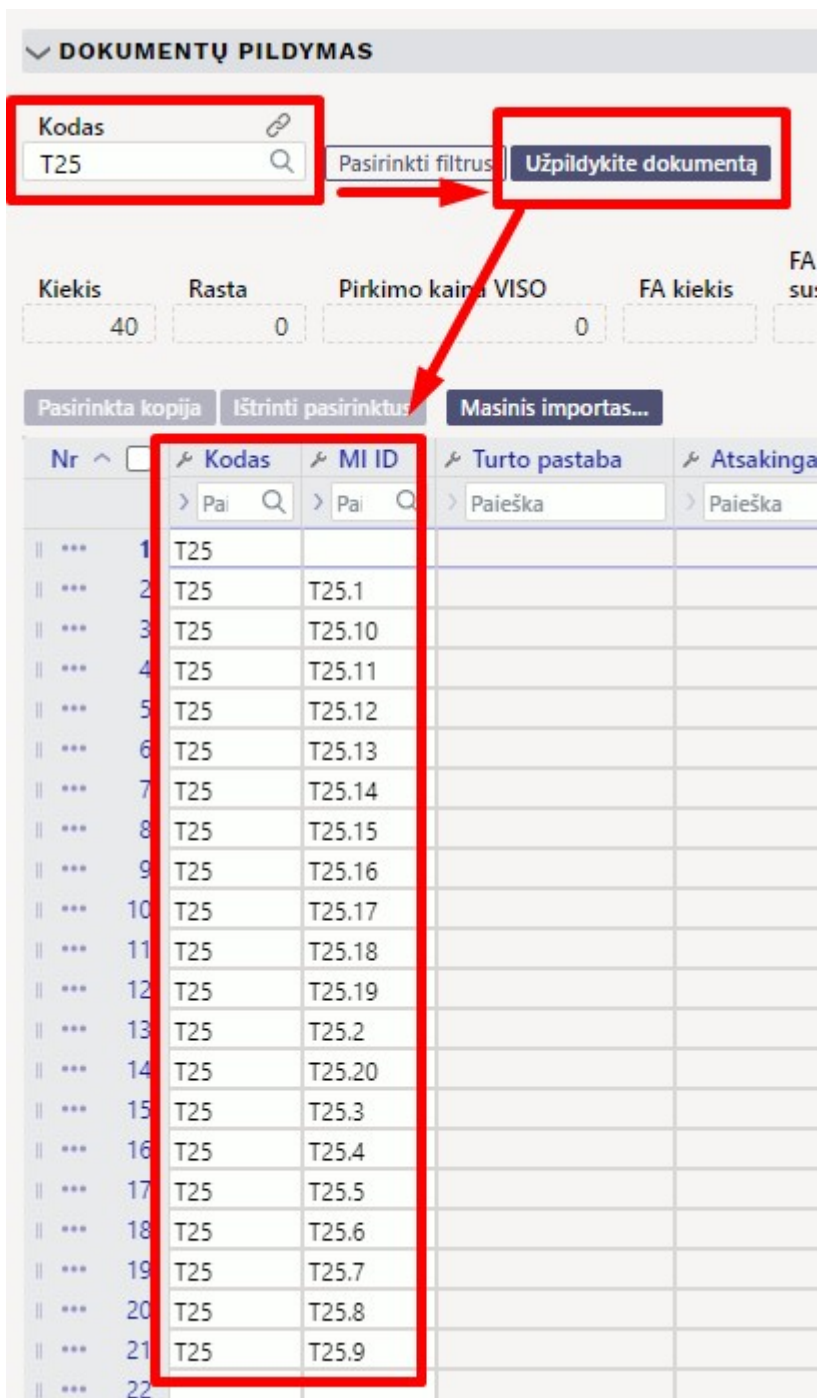 DOKUMENTŲ PILDYMAS
Kodas
T25 Pasirinkti filtrus Užpildykite dokumentą
FA
Kiekis Rasta Pirkimo kaina VISO FA kiekis sus
40 0 0
Pasirinkta kopija Ištrinti pasirinktus Masinis importas...
Nr Kodas MI ID Turto pastaba Atsakinga
Pai Pai Paieška Paieška
1 T25
2 T25 T25.1
3 T25 T25.10
4 T25 T25.11
5 T25 T25.12
6 T25 T25.13
7 T25 T25.14
8 T25 T25.15
9 T25 T25.16
10 T25 T25.17
11 T25 T25.18
12 T25 T25.19
13 T25 T25.2
14 T25 T25.20
15 T25 T25.3
16 T25 T25.4
17 T25 T25.5
18 T25 T25.6
19 T25 T25.7
20 T25 T25.8
21 T25 T25.9
22